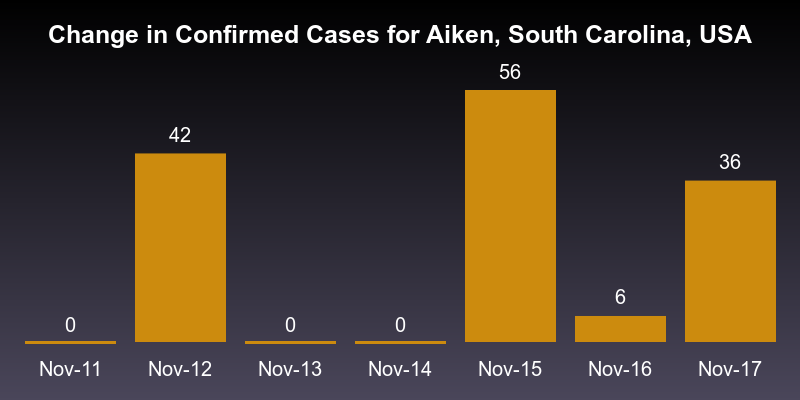 Change in Confirmed Cases for Aiken, South Carolina, USA
0 42 0 0 56 6 36
Nov-11 Nov-12 Nov-13 Nov-14 Nov-15 Nov-16 Nov-17